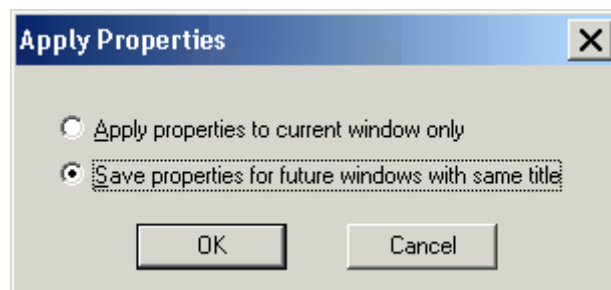 Apply Properties
Apply properties to current window only
Save properties for future windows with same title
OK
Cancel